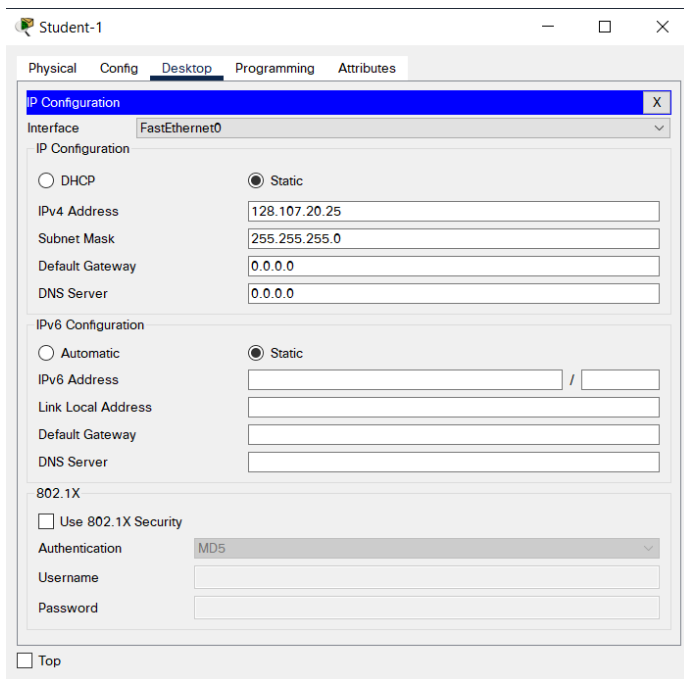 Student-1
Physical Config Desktop Programming Attributes
IP Configuration X
Interface FastEthernet0
IP Configuration
DHCP Static
IPv4 Address 128.107.20.25
Subnet Mask 255.255.255.0
Default Gateway 0.0.0.0
DNS Server 0.0.0.0
IPv6 Configuration
Automatic Static
IPv6 Address /
Link Local Address
Default Gateway
DNS Server
802.1X
Use 802.1X Security
Authentication MD5
Username
Password
Top